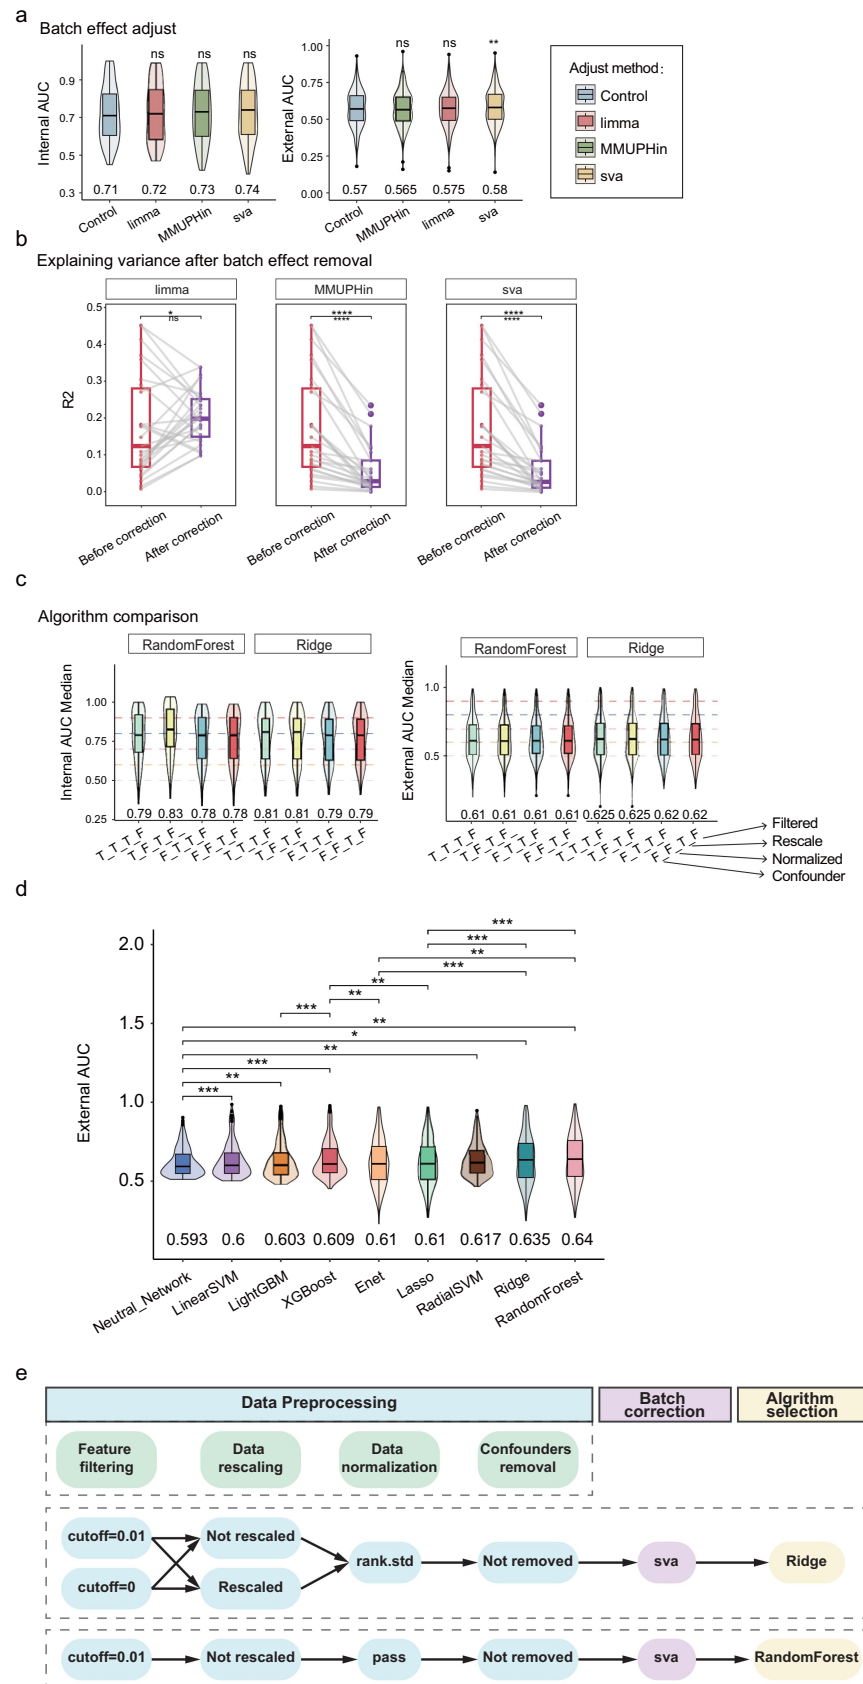 a
Batch effect adjust
Internal AUC
0.9
0.7
0.5
0.3
ns
ns
ns
0.71
0.72
0.73
0.74
Control
limma
MMUPHin
sva
External AUC
1.00
0.75
0.50
0.25
0.00
ns
ns
**
0.57
0.565
0.575
0.58
Control
MMUPHin
limma
sva
Adjust method:
Control
limma
MMUPHin
sva
b
Explaining variance after batch effect removal
limma
MMUPHin
sva
R2
0.5
0.4
0.3
0.2
0.1
0.0
*
ns
****
****
****
****
Before correction
After correction
Before correction
After correction
Before correction
After correction
c
Algorithm comparison
RandomForest
Ridge
Internal AUC Median
1.00
0.75
0.50
0.25
0.79
0.83
0.78
0.78
0.81
0.81
0.79
0.79
T_T_T_F
T_F_T_F
F_T_T_F
F_F_T_F
T_T_T_F
T_F_T_F
F_T_T_F
F_F_T_F
RandomForest
Ridge
External AUC Median
1.0
0.5
0.61
0.61
0.61
0.61
0.625
0.625
0.62
0.62
T_T_T_F
T_F_T_F
F_T_T_F
F_F_T_F
T_T_T_F
T_F_T_F
F_T_T_F
F_F_T_F
Filtered
Rescale
Normalized
Confounder
d
External AUC
2.0
1.5
1.0
0.5
***
***
**
***
**
**
***
**
*
**
***
**
***
0.593
0.6
0.603
0.609
0.61
0.61
0.617
0.635
0.64
Neutral_Network
LinearSVM
LightGBM
XGBoost
Enet
Lasso
RadialSVM
Ridge
RandomForest
e
Data Preprocessing
Batch
correction
Algrithm
selection
Feature
filtering
Data
rescaling
Data
normalization
Confounders
removal
cutoff=0.01
Not rescaled
cutoff=0
Rescaled
rank.std
Not removed
sva
Ridge
cutoff=0.01
Not rescaled
pass
Not removed
sva
RandomForest